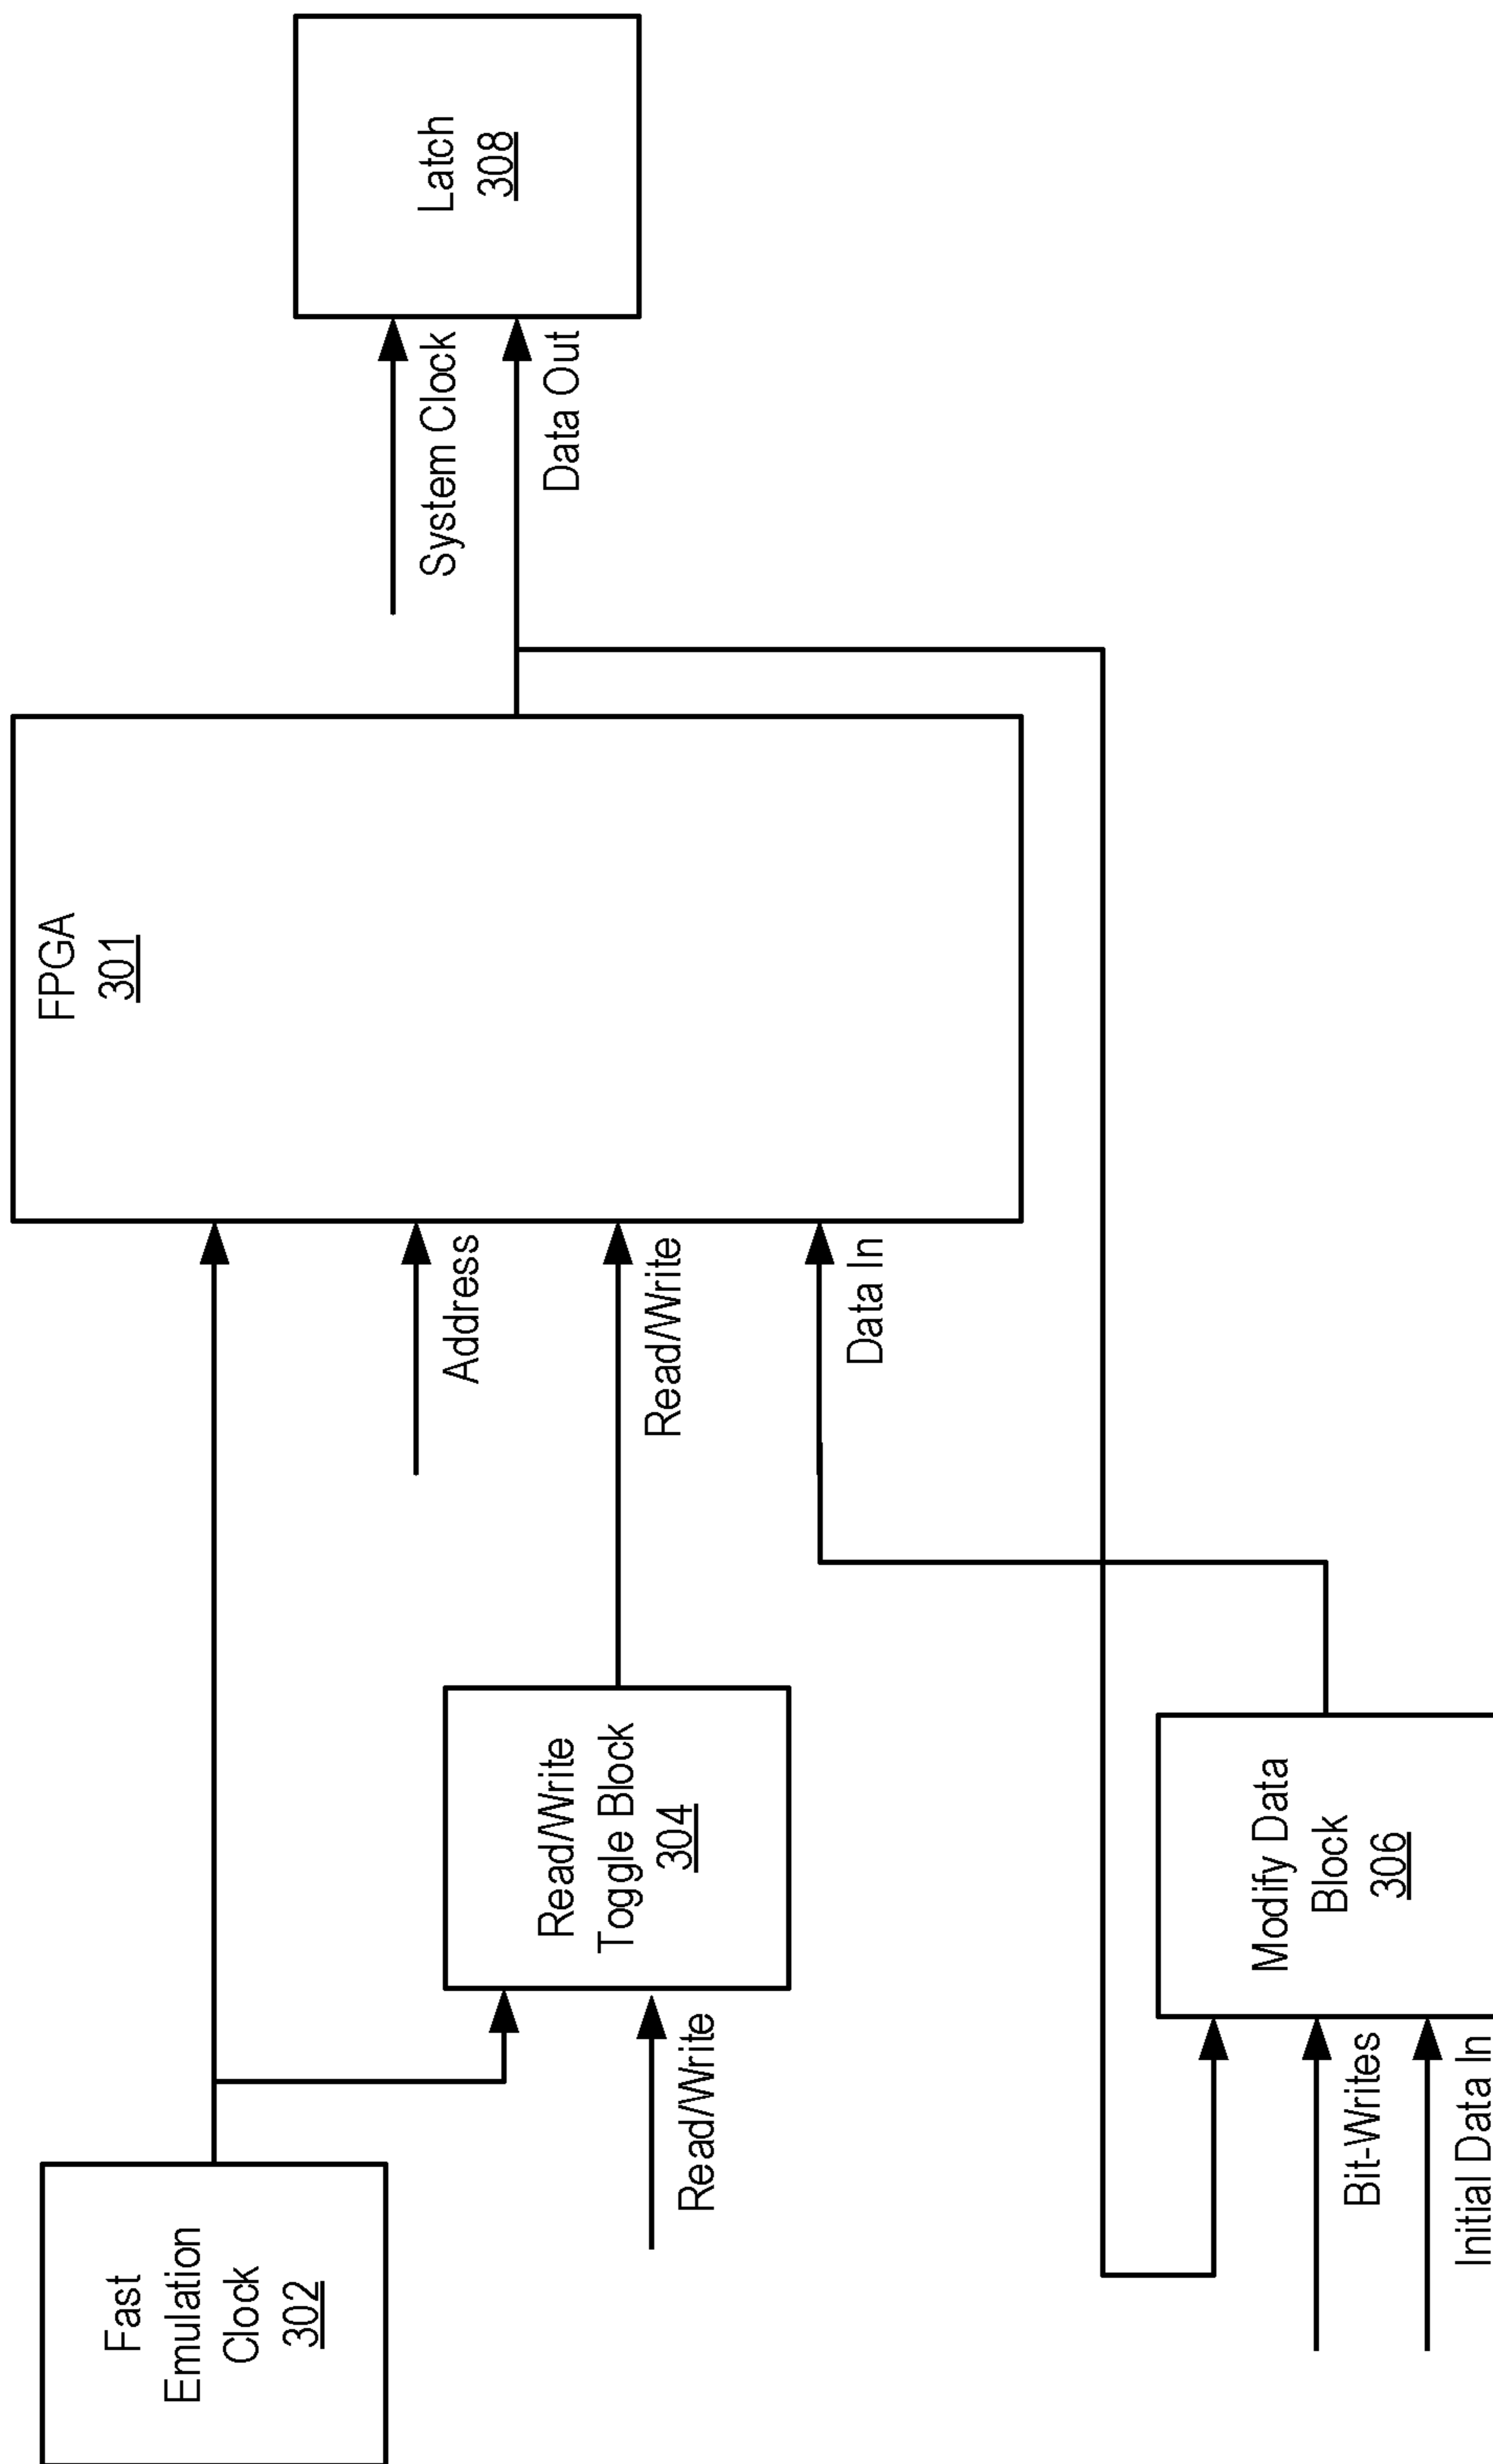 Fast
Emulation
Clock
302
Read/Write
Read/Write
Toggle Block
304
Bit-Writes
Initial Data In
Modify Data
Block
306
Address
Read/Write
Data In
FPGA
301
System Clock
Data Out
Latch
308